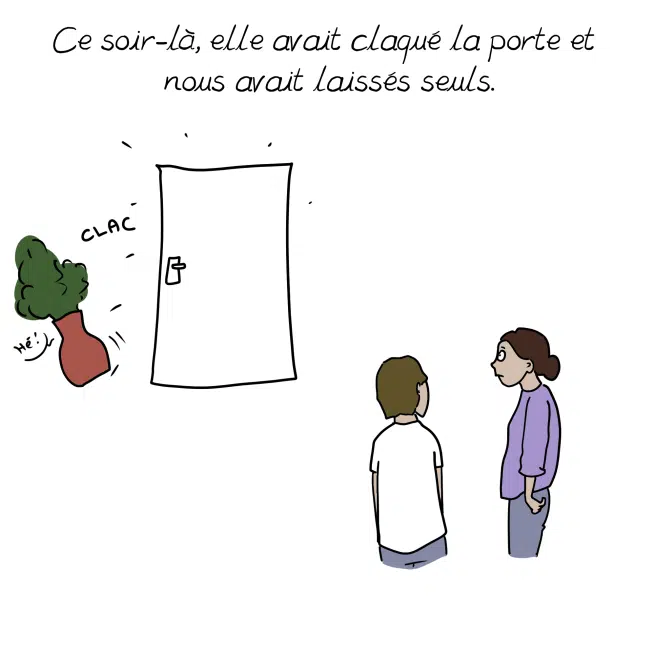 Ce soir-là, elle avait claqué la porte et
nous avait laissés seuls.
CLAC
Hé!